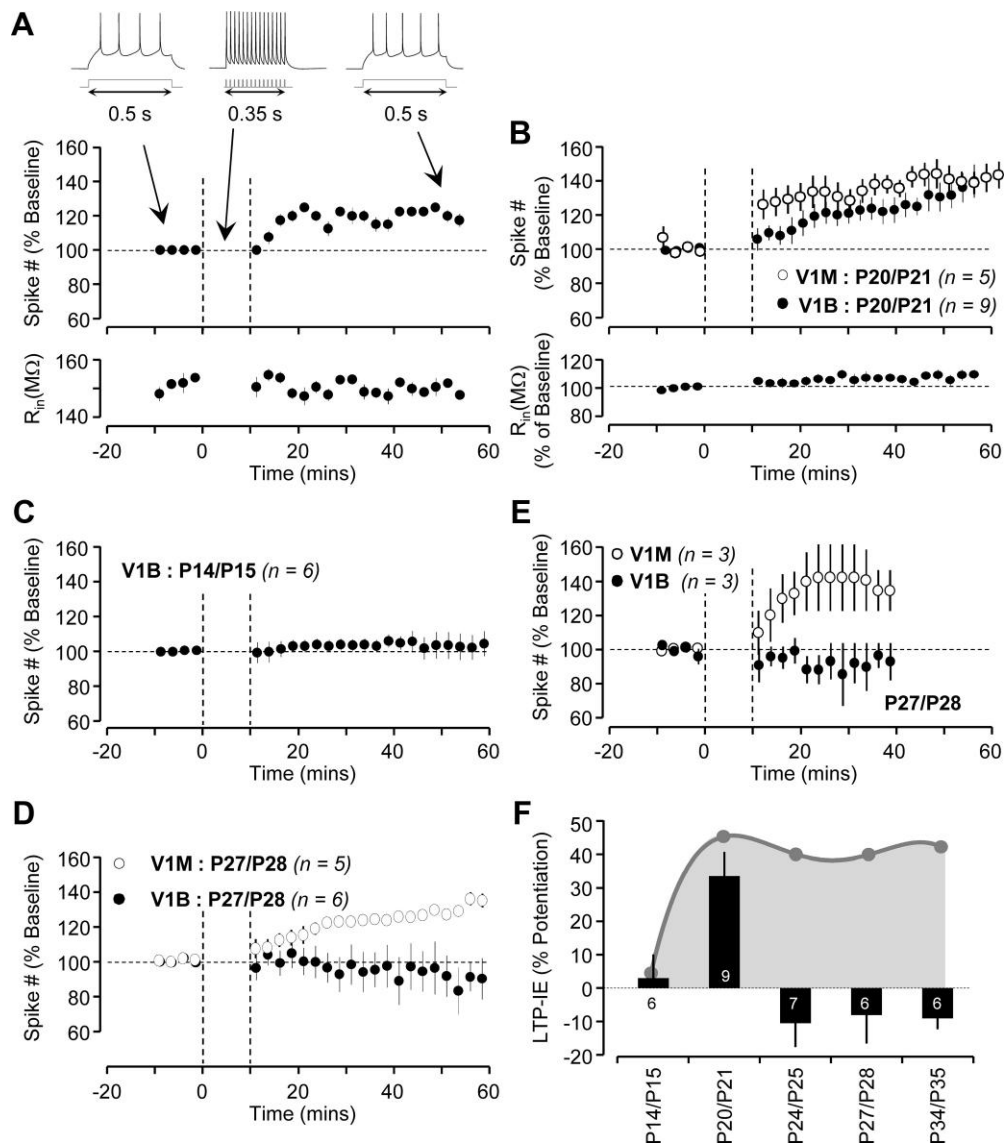 A
0.5 s
0.35 s
0.5 s
Spike # (% Baseline)
160
140
120
100
80
60
Rin(MΩ)
160
140
-20
0
20
40
60
Time (mins)
B
Spike #
(% Baseline)
160
140
120
100
80
60
V1M : P20/P21 (n = 5)
V1B : P20/P21 (n = 9)
Rin(MΩ)
(% of Baseline)
120
100
80
-20
0
20
40
60
Time (mins)
C
Spike # (% Baseline)
160
140
120
100
80
60
V1B : P14/P15 (n = 6)
-20
0
20
40
60
Time (mins)
E
Spike # (% Baseline)
160
140
120
100
80
60
V1M (n = 3)
V1B (n = 3)
P27/P28
-20
0
20
40
60
Time (mins)
D
Spike # (% Baseline)
160
140
120
100
80
60
V1M : P27/P28 (n = 5)
V1B : P27/P28 (n = 6)
-20
0
20
40
60
Time (mins)
F
LTP-IE (% Potentiation)
50
40
30
20
10
0
-10
-20
6
9
7
6
6
P14/P15
P20/P21
P24/P25
P27/P28
P34/P35